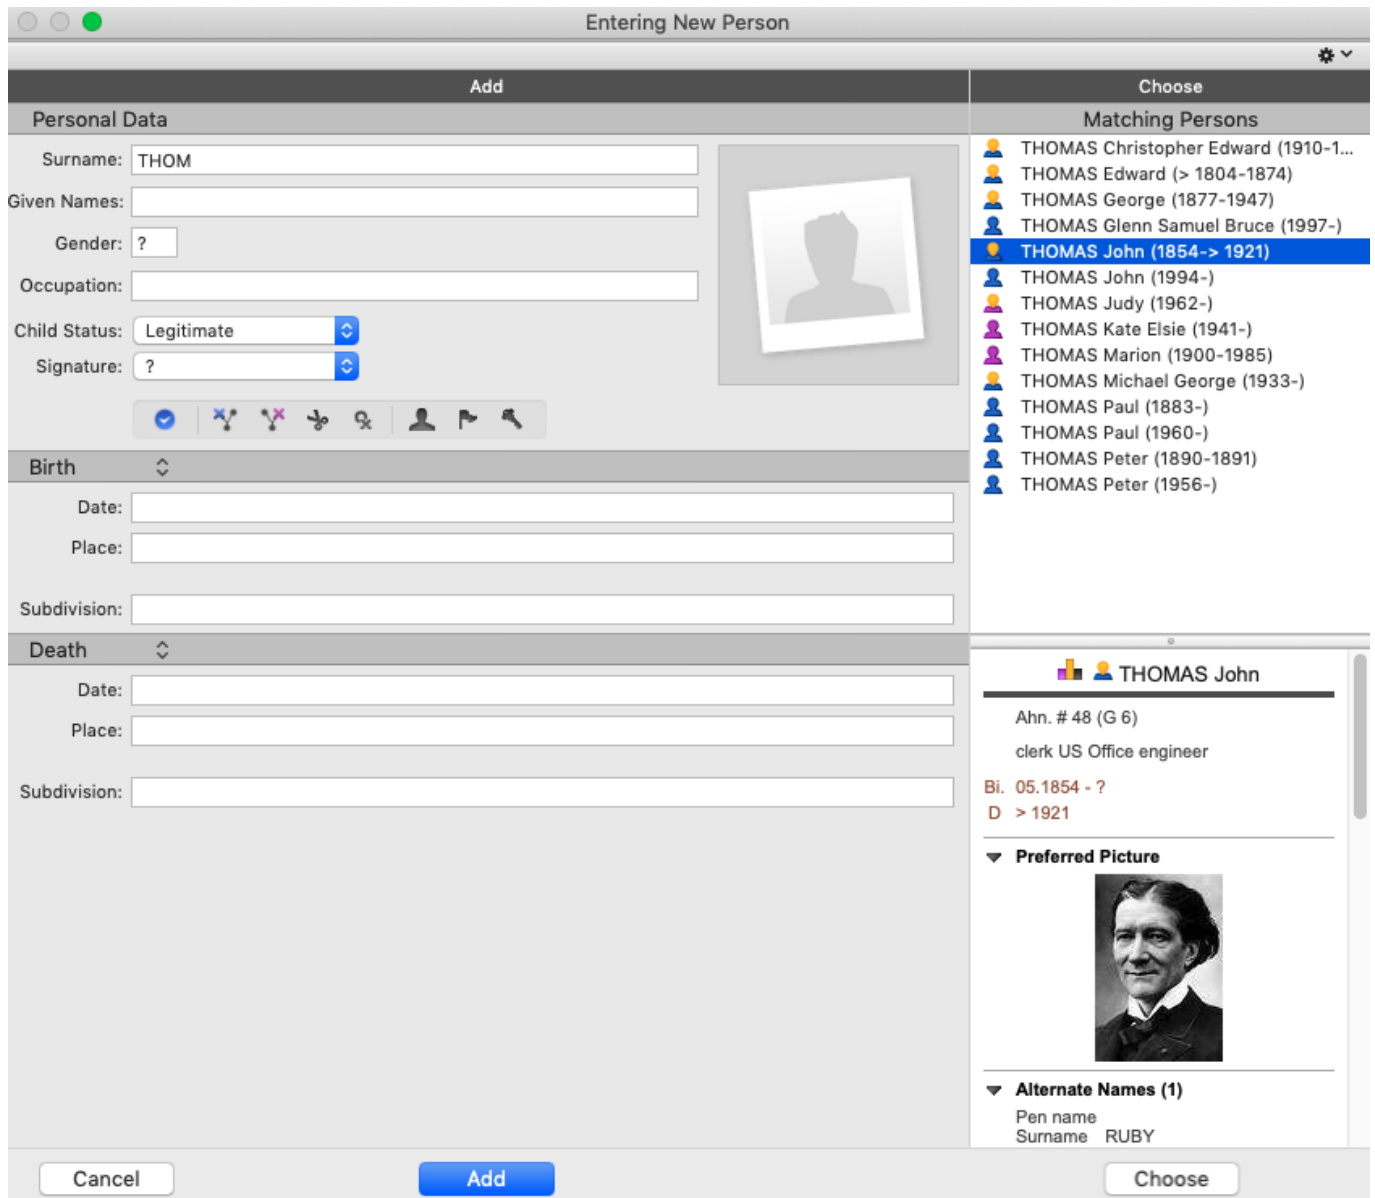 Entering New Person
Add
Choose
Personal Data
Matching Persons
Surname: THOM
Given Names:
Gender: ?
Occupation:
Child Status: Legitimate
Signature: ?
Birth
Date:
Place:
Subdivision:
Death
Date:
Place:
Subdivision:
THOMAS Christopher Edward (1910-1...
THOMAS Edward (> 1804-1874)
THOMAS George (1877-1947)
THOMAS Glenn Samuel Bruce (1997-)
THOMAS John (1854-> 1921)
THOMAS John (1994-)
THOMAS Judy (1962-)
THOMAS Kate Elsie (1941-)
THOMAS Marion (1900-1985)
THOMAS Michael George (1933-)
THOMAS Paul (1883-)
THOMAS Paul (1960-)
THOMAS Peter (1890-1891)
THOMAS Peter (1956-)
THOMAS John
Ahn. # 48 (G 6)
clerk US Office engineer
Bi. 05.1854 - ?
D > 1921
Preferred Picture
Alternate Names (1)
Pen name
Surname RUBY
Cancel
Add
Choose